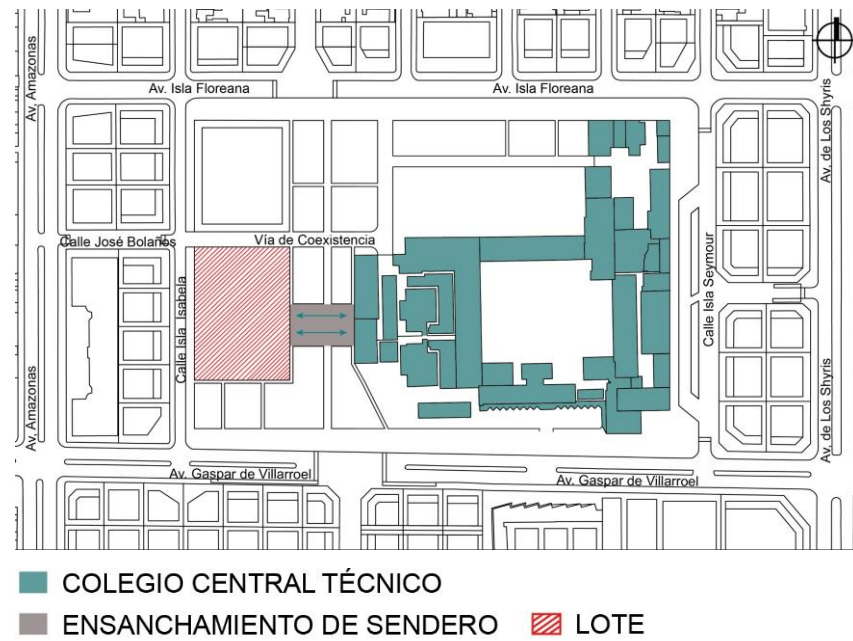 Av. Isla Floreana
Av. Isla Floreana
Av. Amazonas
Av. de Los Shyris
Calle José Bolaños
Vía de Coexistencia
Calle Isla Isabela
Calle Isla Seymour
Av. Amazonas
Av. de Los Shyris
Av. Gaspar de Villarroel
Av. Gaspar de Villarroel
COLEGIO CENTRAL TÉCNICO
ENSANCHAMIENTO DE SENDERO
LOTE